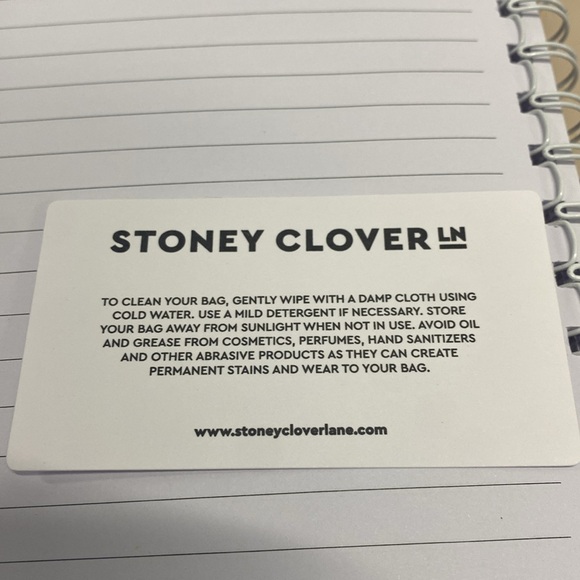 STONEY CLOVER LN
TO CLEAN YOUR BAG, GENTLY WIPE WITH A DAMP CLOTH USING
COLD WATER. USE A MILD DETERGENT IF NECESSARY. STORE
YOUR BAG AWAY FROM SUNLIGHT WHEN NOT IN USE. AVOID OIL
AND GREASE FROM COSMETICS, PERFUMES, HAND SANITIZERS
AND OTHER ABRASIVE PRODUCTS AS THEY CAN CREATE
PERMANENT STAINS AND WEAR TO YOUR BAG.
www.stoneycloverlane.com